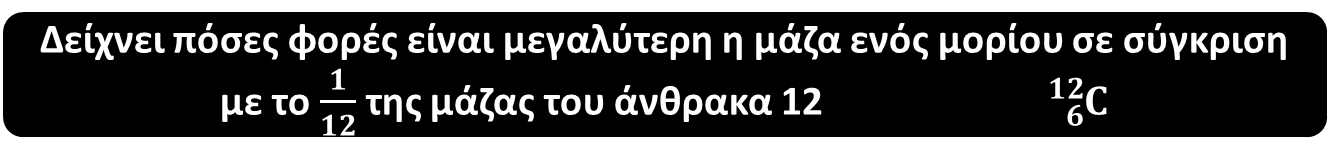 Δείχνει πόσες φορές είναι μεγαλύτερη η μάζα ενός μορίου σε σύγκριση
με το 1/12 της μάζας του άνθρακα 12 ¹²₆C